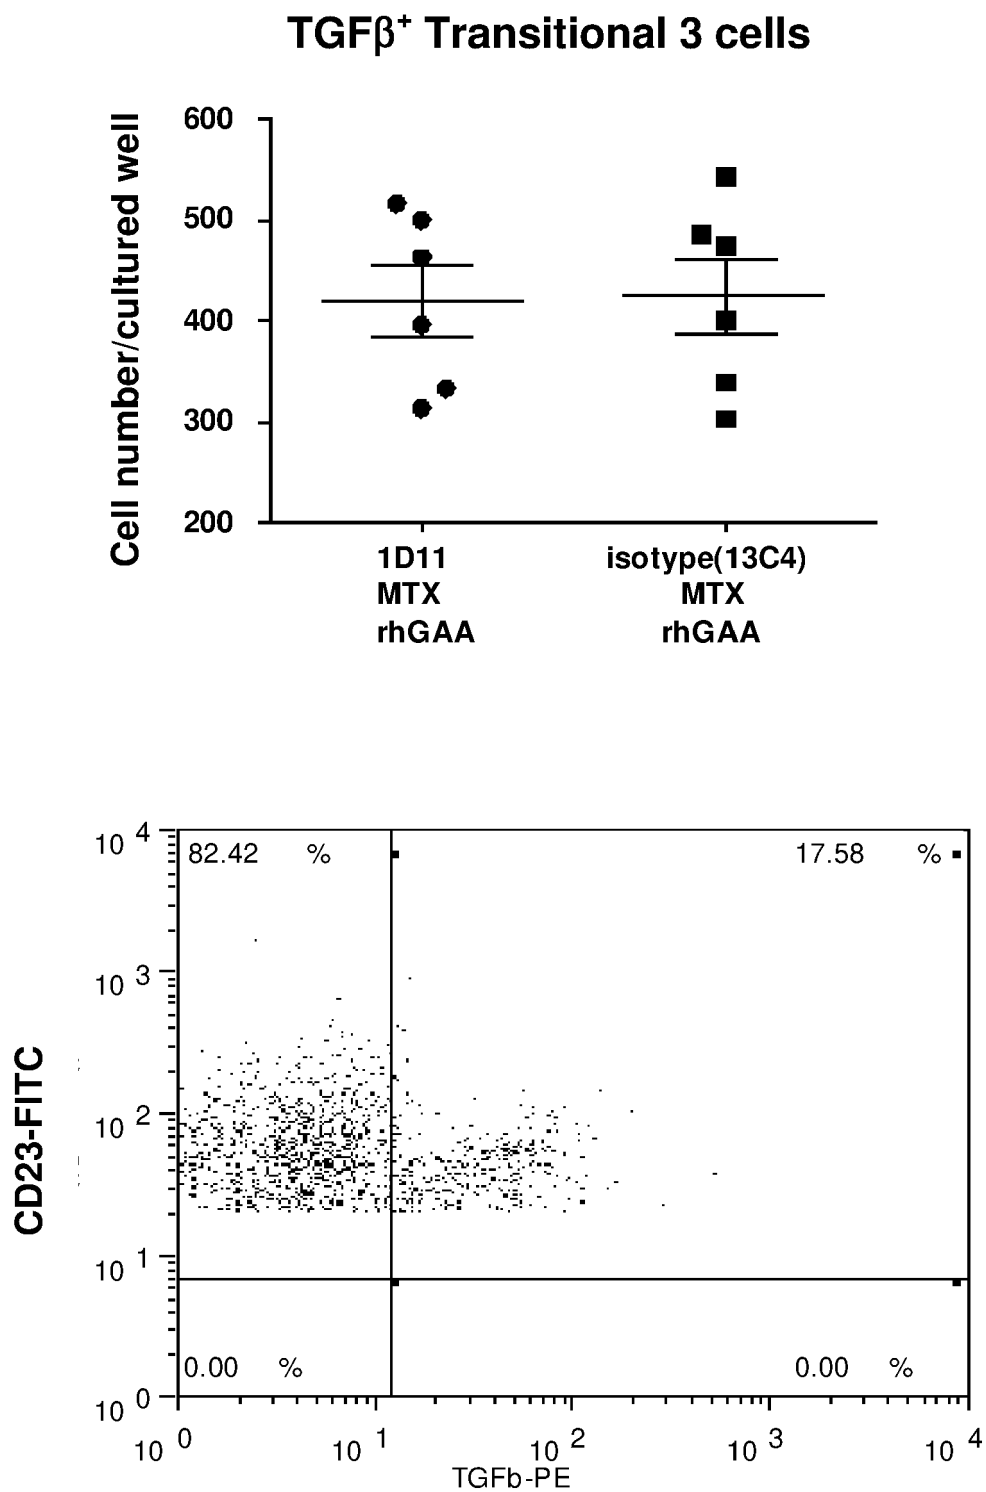 TGFβ⁺ Transitional 3 cells
Cell number/cultured well
600
500
400
300
200
1D11
MTX
rhGAA
isotype(13C4)
MTX
rhGAA
CD23-FITC
10 4
10 3
10 2
10 1
10 0
82.42 %
17.58 %
0.00 %
0.00 %
10 0
10 1
10 2
10 3
10 4
TGFb-PE